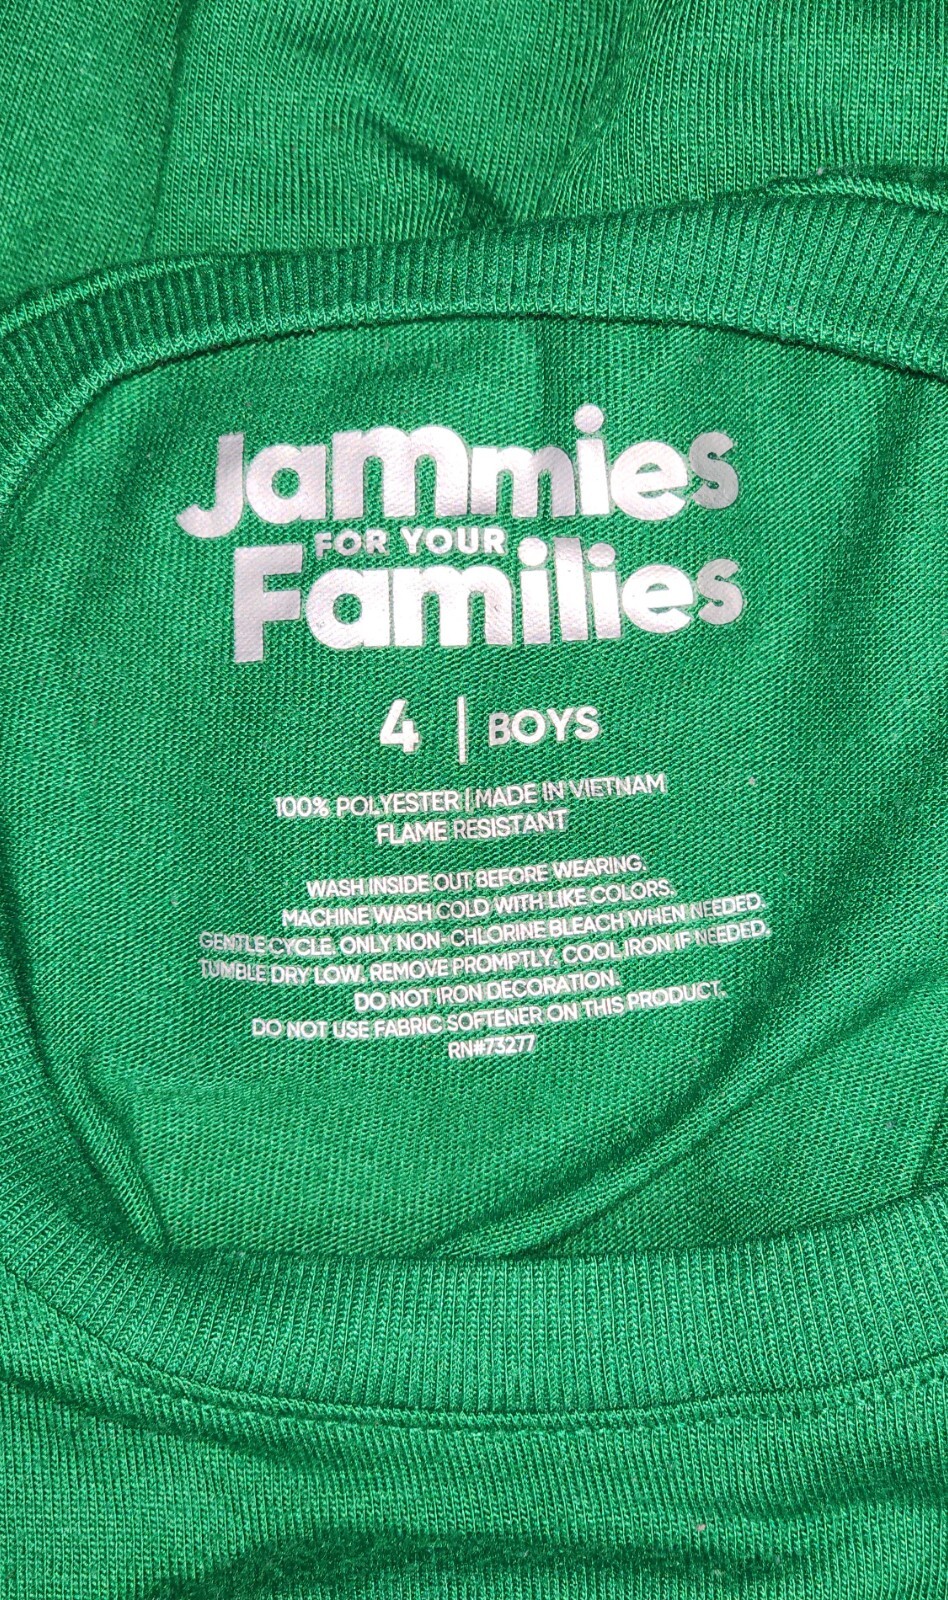 Jammies
FOR YOUR
Families
4 | BOYS
100% POLYESTER | MADE IN VIETNAM
FLAME RESISTANT
WASH INSIDE OUT BEFORE WEARING.
MACHINE WASH COLD WITH LIKE COLORS.
GENTLE CYCLE. ONLY NON- CHLORINE BLEACH WHEN NEEDED.
TUMBLE DRY LOW. REMOVE PROMPTLY. COOL IRON IF NEEDED.
DO NOT IRON DECORATION.
DO NOT USE FABRIC SOFTENER ON THIS PRODUCT.
RN#73277